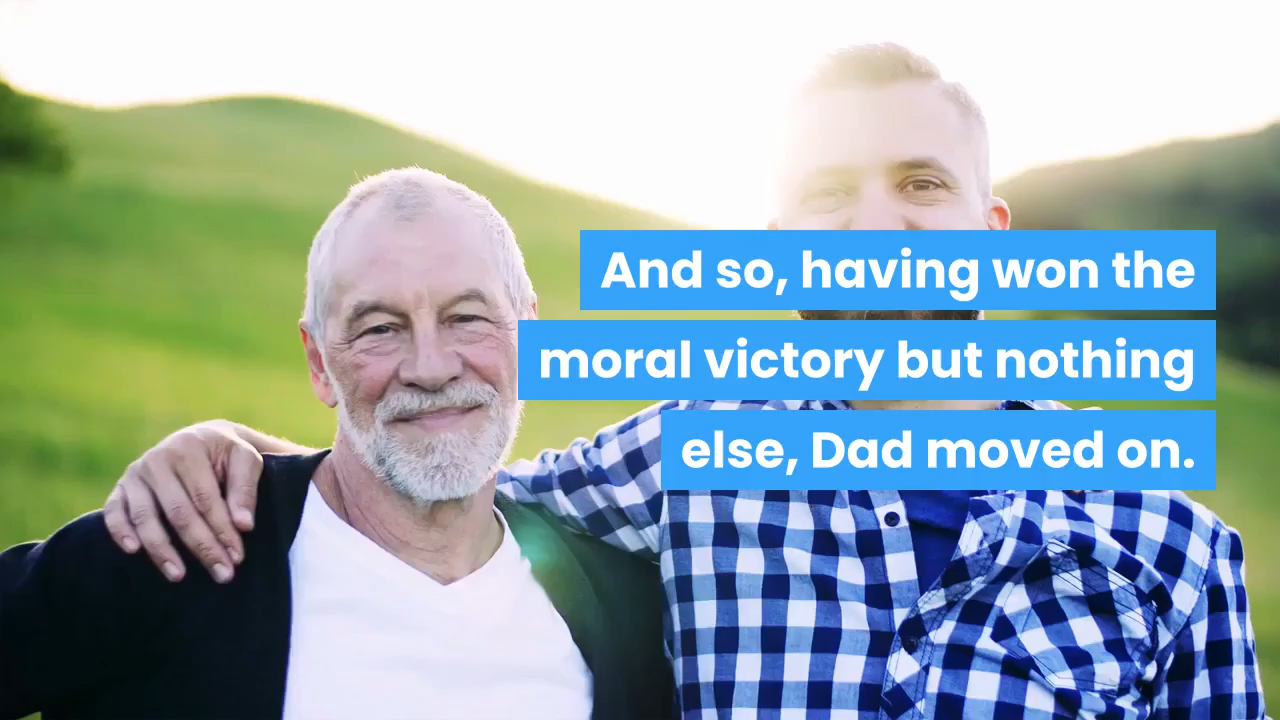 And so, having won the
moral victory but nothing
else, Dad moved on.